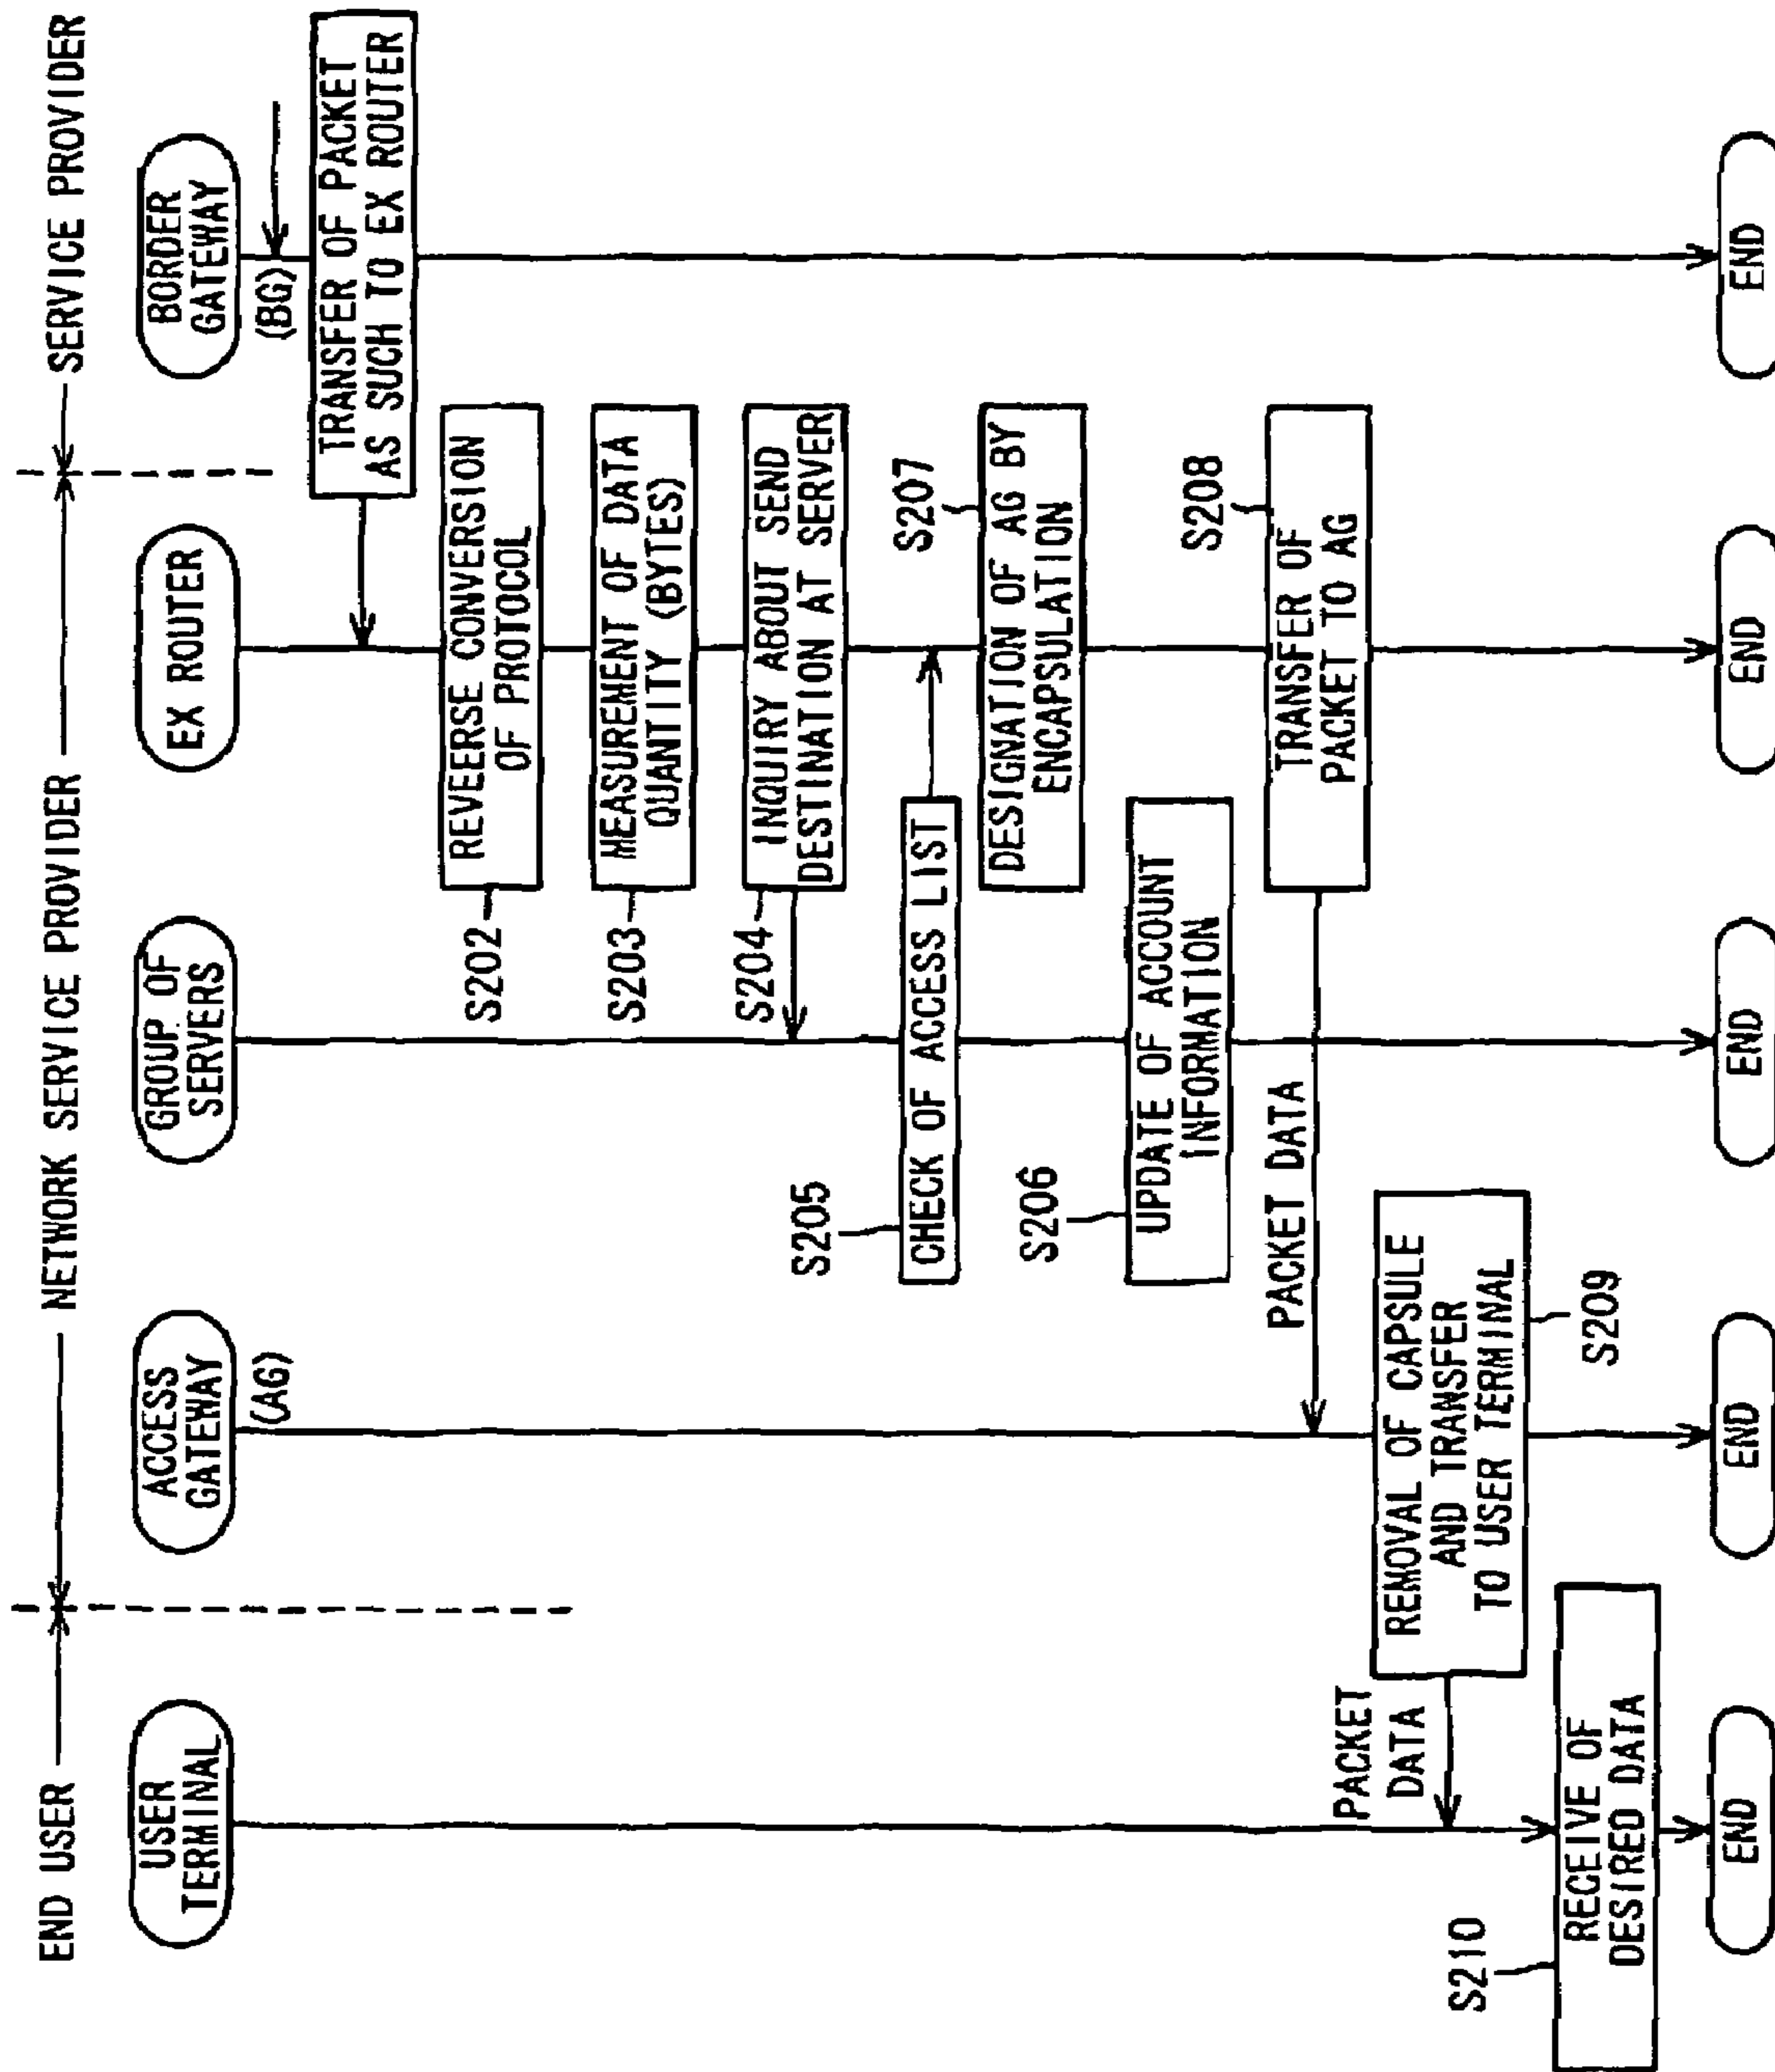 END USER
NETWORK SERVICE PROVIDER
SERVICE PROVIDER
USER
TERMINAL
ACCESS
GATEWAY
(AG)
GROUP OF
SERVERS
EX ROUTER
BORDER
GATEWAY
(BG)
TRANSFER OF PACKET
AS SUCH TO EX ROUTER
S202
REVERSE CONVERSION
OF PROTOCOL
S203
MEASUREMENT OF DATA
QUANTITY (BYTES)
S204
INQUIRY ABOUT SEND
DESTINATION AT SERVER
S205
CHECK OF ACCESS LIST
S207
DESIGNATION OF AG BY
ENCAPSULATION
S206
UPDATE OF ACCOUNT
INFORMATION
S208
TRANSFER OF
PACKET TO AG
PACKET DATA
REMOVAL OF CAPSULE
AND TRANSFER
TO USER TERMINAL
S209
PACKET
DATA
S210
RECEIVE OF
DESIRED DATA
END
END
END
END
END